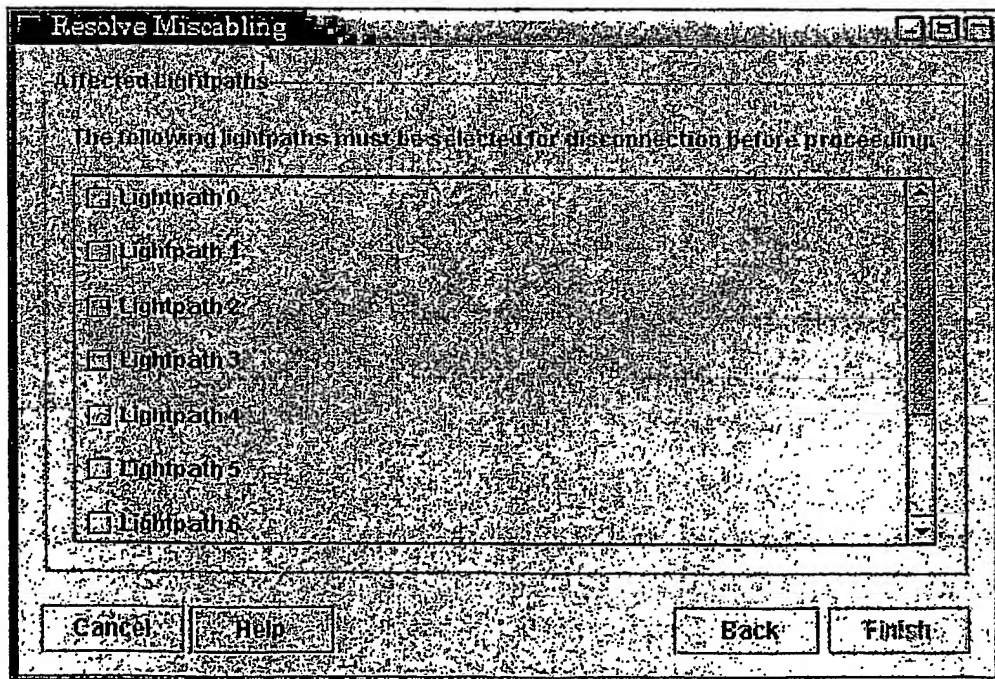 Resolve Miscabling
Affected Lightpaths
The following lightpaths must be selected for disconnection before proceeding:
Lightpath 0
Lightpath 1
Lightpath 2
Lightpath 3
Lightpath 4
Lightpath 5
Lightpath 6
Cancel
Help
Back
Finish